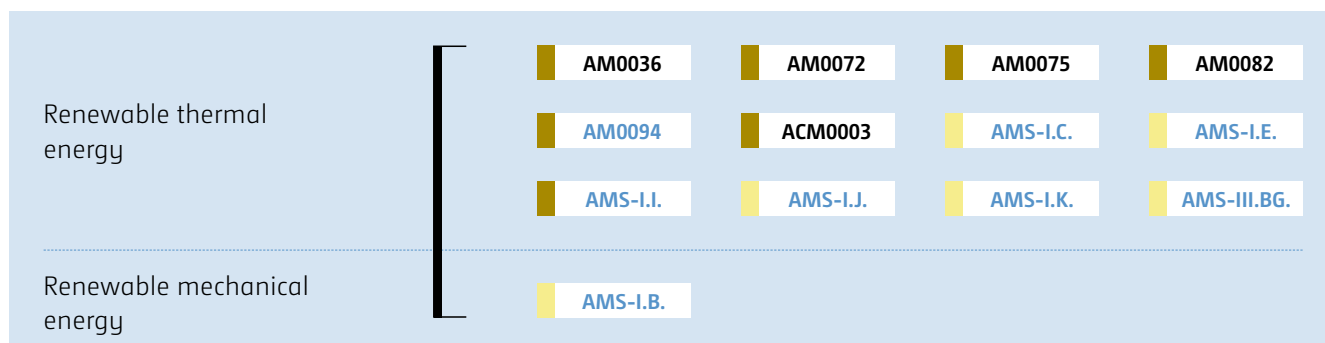 Renewable thermal
energy
AM0036 AM0072 AM0075 AM0082
AM0094 ACM0003 AMS-I.C. AMS-I.E.
AMS-I.I. AMS-I.J. AMS-I.K. AMS-III.BG.
Renewable mechanical
energy
AMS-I.B.